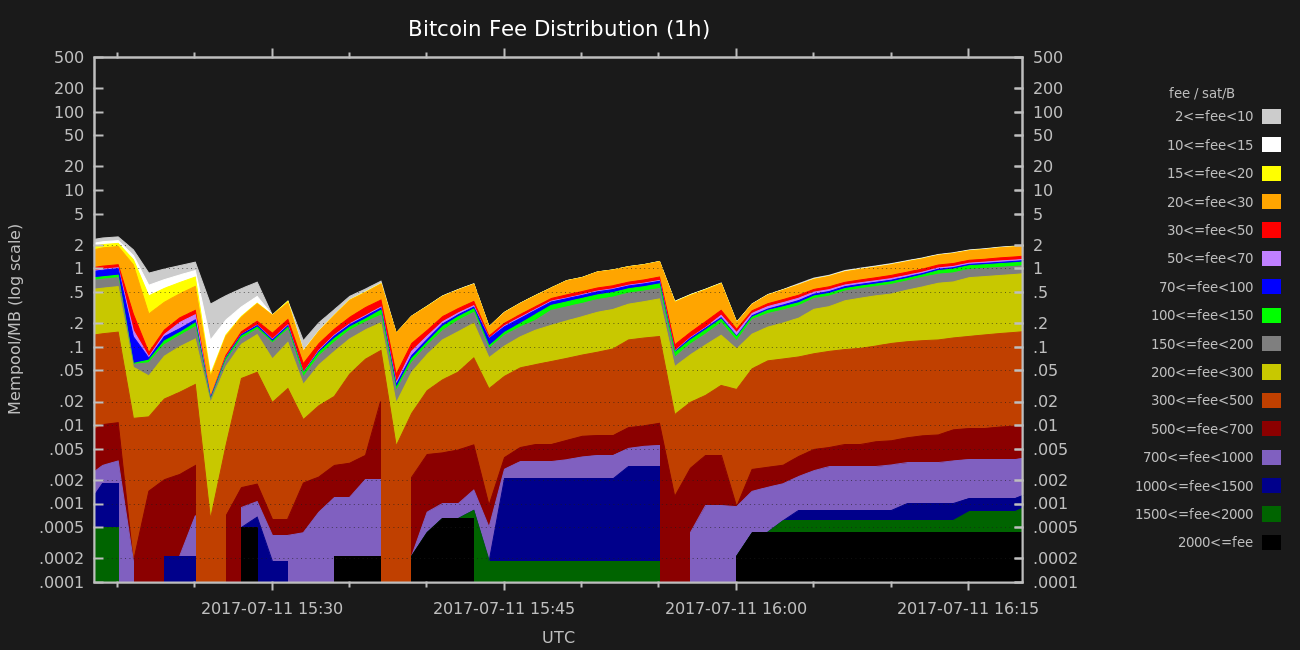 Bitcoin Fee Distribution (1h)
Mempool/MB (log scale)
500
200
100
50
20
10
5
2
1
.5
.2
.1
.05
.02
.01
.005
.002
.001
.0005
.0002
.0001
500
200
100
50
20
10
5
2
1
.5
.2
.1
.05
.02
.01
.005
.002
.001
.0005
.0002
.0001
2017-07-11 15:30
2017-07-11 15:45
2017-07-11 16:00
2017-07-11 16:15
UTC
fee / sat/B
2<=fee<10
10<=fee<15
15<=fee<20
20<=fee<30
30<=fee<50
50<=fee<70
70<=fee<100
100<=fee<150
150<=fee<200
200<=fee<300
300<=fee<500
500<=fee<700
700<=fee<1000
1000<=fee<1500
1500<=fee<2000
2000<=fee